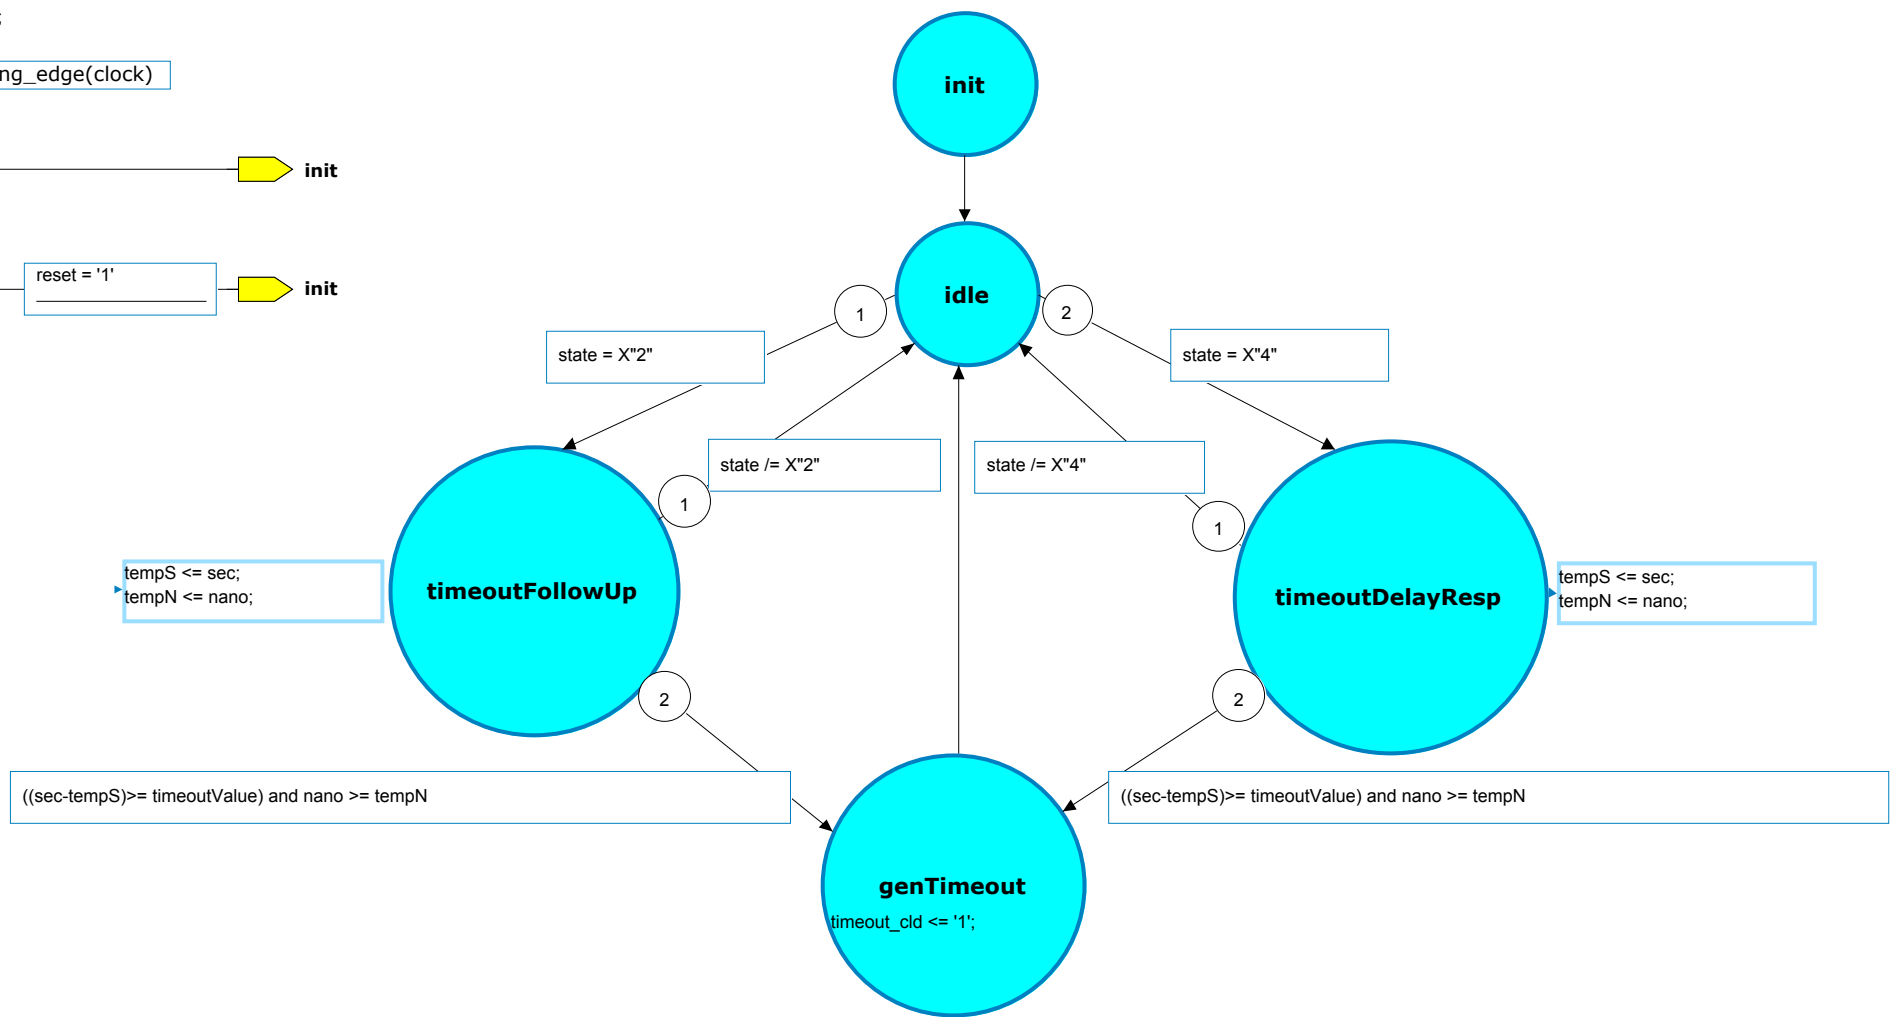 ;
ng_edge(clock)
init
init
reset = '1'
init
idle
1
2
state = X"2"
state = X"4"
state /= X"2"
state /= X"4"
1
1
tempS <= sec;
tempN <= nano;
timeoutFollowUp
timeoutDelayResp
tempS <= sec;
tempN <= nano;
2
2
((sec-tempS)>= timeoutValue) and nano >= tempN
((sec-tempS)>= timeoutValue) and nano >= tempN
genTimeout
timeout_cld <= '1';